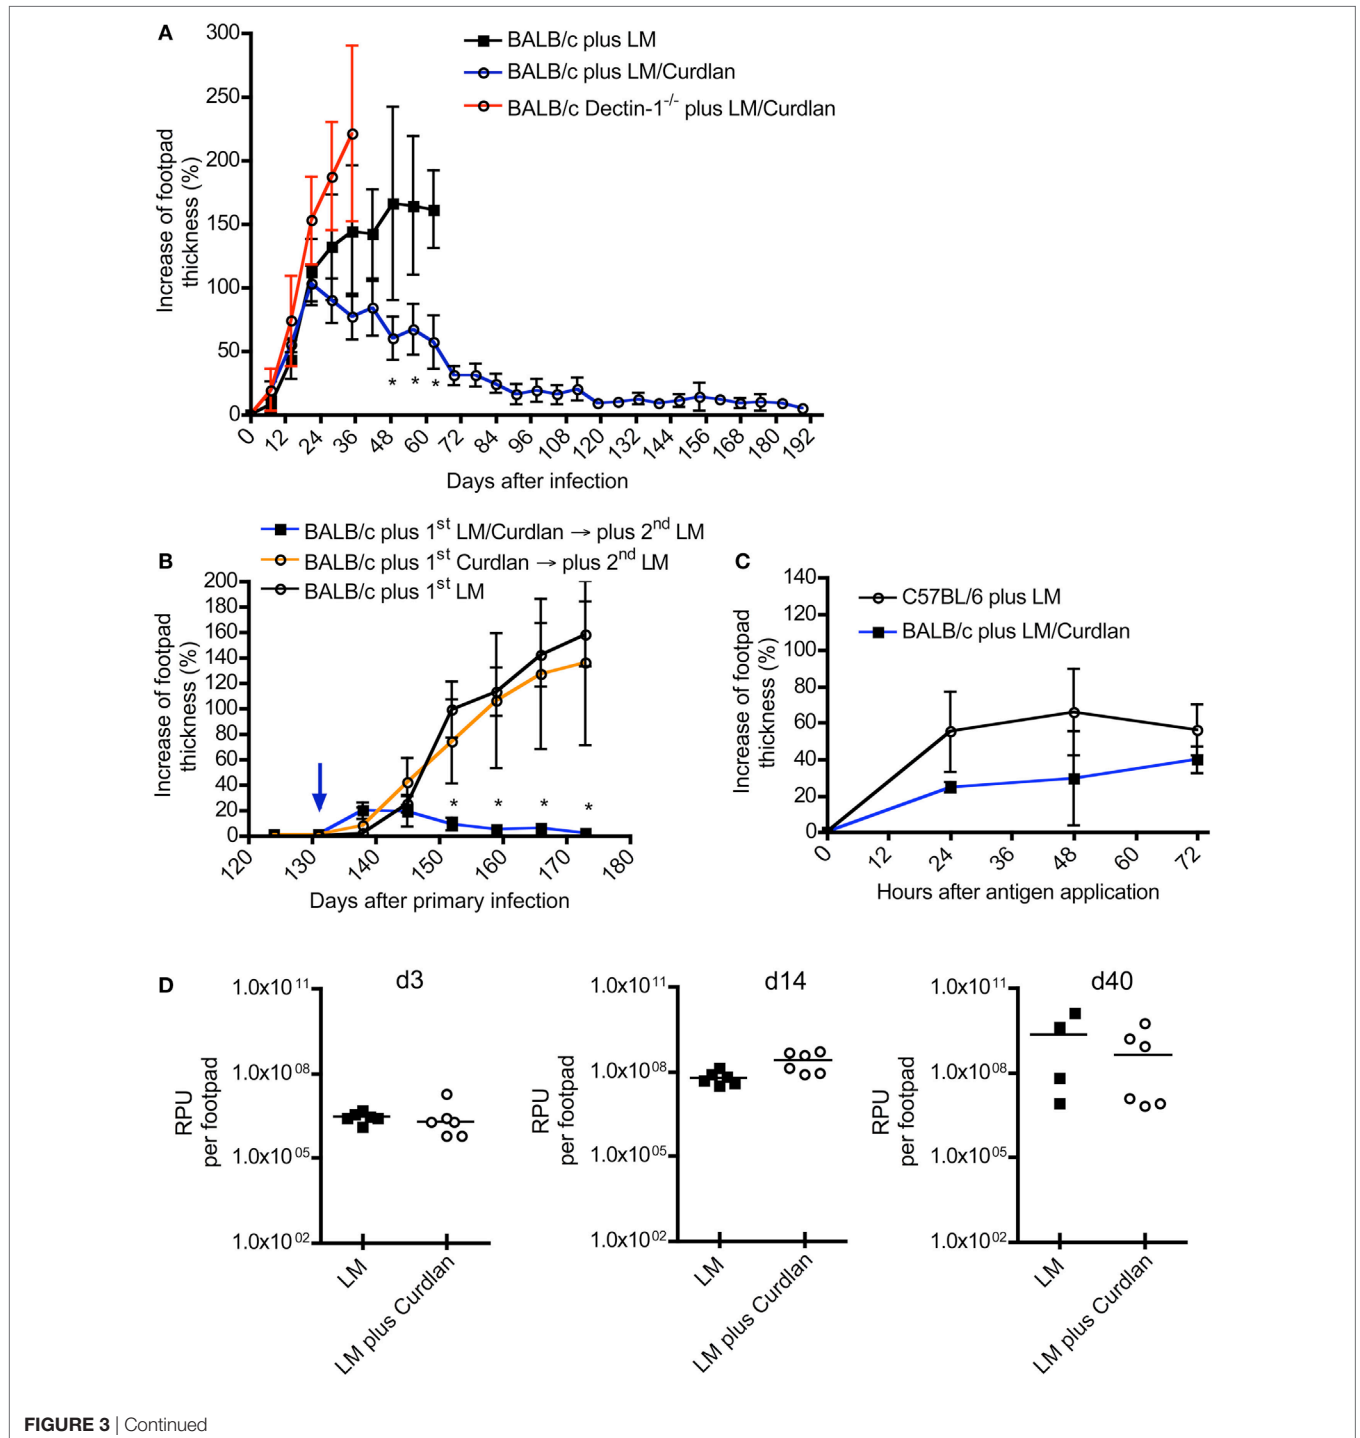 A
BALB/c plus LM
BALB/c plus LM/Curdlan
BALB/c Dectin-1-/- plus LM/Curdlan
Increase of footpad
thickness (%)
300
250
200
150
100
50
0
* * *
0 12 24 36 48 60 72 84 96 108 120 132 144 156 168 180 192
Days after infection
BALB/c plus 1st LM/Curdlan → plus 2nd LM
B
BALB/c plus 1st Curdlan → plus 2nd LM
BALB/c plus 1st LM
Increase of footpad
thickness (%)
200
180
160
140
120
100
80
60
40
20
0
* * * *
120 130 140 150 160 170 180
Days after primary infection
C
C57BL/6 plus LM
BALB/c plus LM/Curdlan
Increase of footpad
thickness (%)
140
120
100
80
60
40
20
0
0 12 24 36 48 60 72
Hours after antigen application
D
d3
RPU
per footpad
1.0x10 11
1.0x10 08
1.0x10 05
1.0x10 02
LM
LM plus Curdlan
d14
RPU
per footpad
1.0x10 11
1.0x10 08
1.0x10 05
1.0x10 02
LM
LM plus Curdlan
d40
RPU
per footpad
1.0x10 11
1.0x10 08
1.0x10 05
1.0x10 02
LM
LM plus Curdlan
FIGURE 3 | Continued